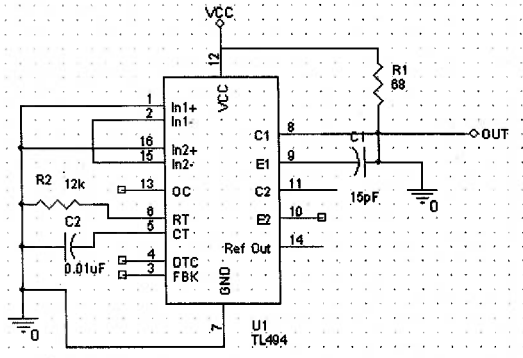 VCC
12
R1
68
1 In1+ VCC
2 In1-
C1 8 C1 OUT
16 In2+
15 In2-
E1 9
R2 12k
13 OC
C2 11 15pF
0
6 RT
E2 10
C2
5 CT
Ref Out 14
0.01uF
4 DTC
3 FBK
GND
0
7
U1
TL494